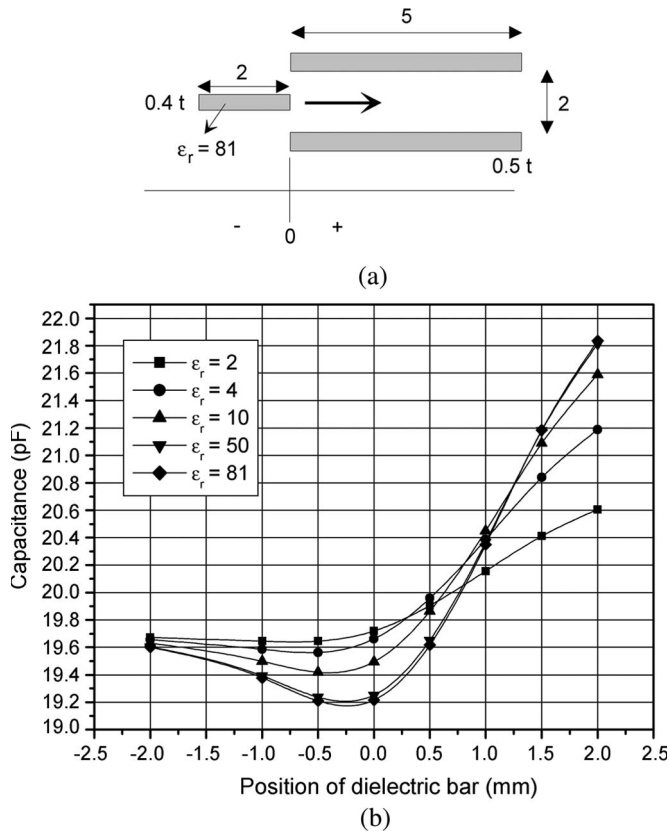 5
2
0.4 t
εr = 81
2
0.5 t
- 0 +
(a)
22.0
21.8
21.6
21.4
21.2
21.0
20.8
20.6
20.4
20.2
20.0
19.8
19.6
19.4
19.2
19.0
Capacitance (pF)
εr = 2
εr = 4
εr = 10
εr = 50
εr = 81
-2.5 -2.0 -1.5 -1.0 -0.5 0.0 0.5 1.0 1.5 2.0 2.5
Position of dielectric bar (mm)
(b)